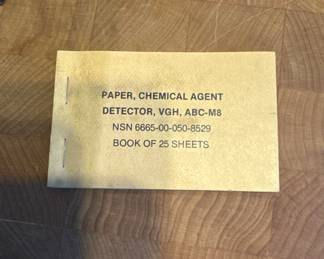 PAPER, CHEMICAL AGENT
DETECTOR, VGH, ABC-M8
NSN 6665-00-050-8529
BOOK OF 25 SHEETS